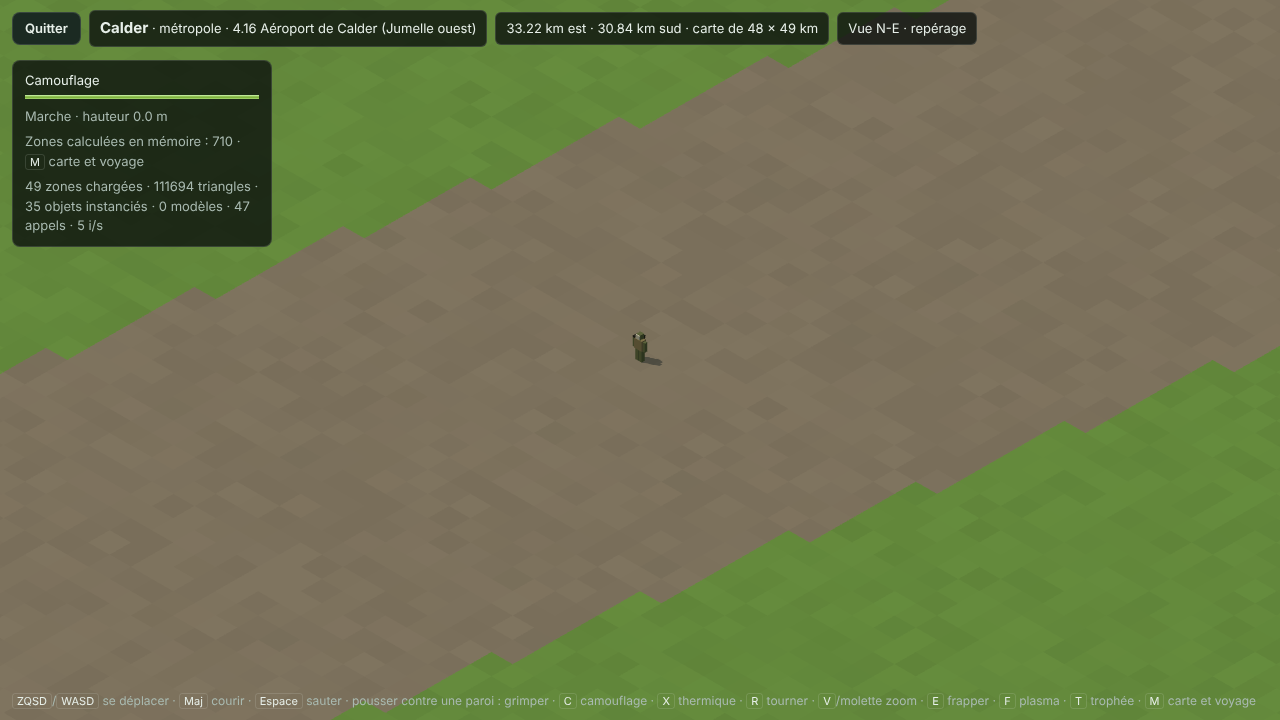 Quitter
Calder · métropole · 4.16 Aéroport de Calder (Jumelle ouest)
33.22 km est · 30.84 km sud · carte de 48 × 49 km
Vue N-E · repérage
Camouflage
Marche · hauteur 0.0 m
Zones calculées en mémoire : 710 ·
M carte et voyage
49 zones chargées · 111694 triangles ·
35 objets instanciés · 0 modèles · 47
appels · 5 i/s
ZQSD / WASD se déplacer · Maj courir · Espace sauter · pousser contre une paroi : grimper · C camouflage · X thermique · R tourner · V /molette zoom · E frapper · F plasma · T trophée · M carte et voyage